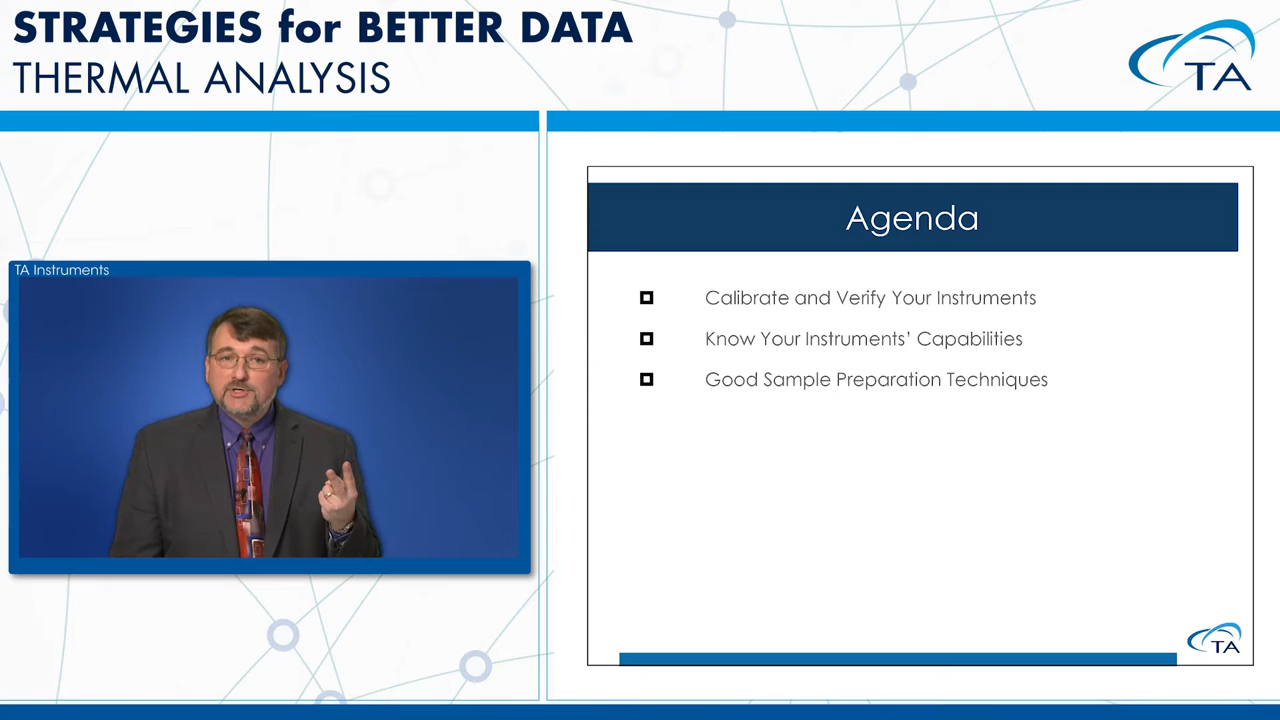 STRATEGIES for BETTER DATA
THERMAL ANALYSIS
TA
TA Instruments
Agenda
Calibrate and Verify Your Instruments
Know Your Instruments’ Capabilities
Good Sample Preparation Techniques
TA